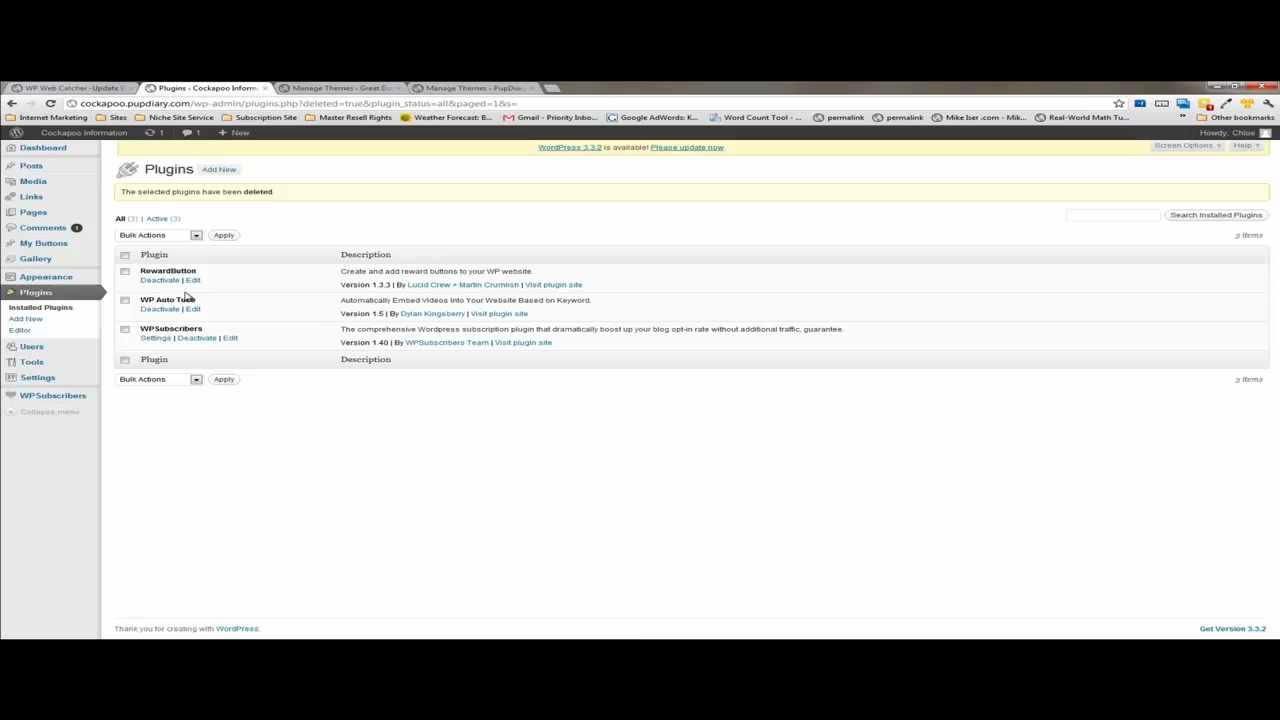 WP Web Catcher -Update
Plugins ‹ Cockapoo Inform
Manage Themes ‹ Great Da
Manage Themes ‹ PupDia
cockapoo.pupdiary.com/wp-admin/plugins.php?deleted=true&plugin_status=all&paged=1&s=
Internet Marketing Sites Niche Site Service Subscription Site Master Resell Rights Weather Forecast: B... Gmail - Priority Inbo... Google AdWords: K... Word Count Tool - ... permalink permalink Mike Iser .com - Mik... Real-World Math Tu... » Other bookmarks
Cockapoo Information 1 1 + New Howdy, Chloe
WordPress 3.3.2 is available! Please update now.
Screen Options Help
Dashboard
Posts
Media
Links
Pages
Comments 1
My Buttons
Gallery
Appearance
Plugins
Installed Plugins
Add New
Editor
Users
Tools
Settings
WPSubscribers
Collapse menu
Plugins Add New
The selected plugins have been deleted.
All (3) | Active (3)
Search Installed Plugins
Bulk Actions Apply 3 items
Plugin Description
RewardButton Create and add reward buttons to your WP website.
Deactivate | Edit Version 1.3.3 | By Lucid Crew + Martin Crumlish | Visit plugin site
WP Auto Tube Automatically Embed Videos Into Your Website Based on Keyword.
Deactivate | Edit Version 1.5 | By Dylan Kingsberry | Visit plugin site
WPSubscribers The comprehensive Wordpress subscription plugin that dramatically boost up your blog opt-in rate without additional traffic, guarantee.
Settings | Deactivate | Edit Version 1.40 | By WPSubscribers Team | Visit plugin site
Plugin Description
Bulk Actions Apply 3 items
Thank you for creating with WordPress. Get Version 3.3.2